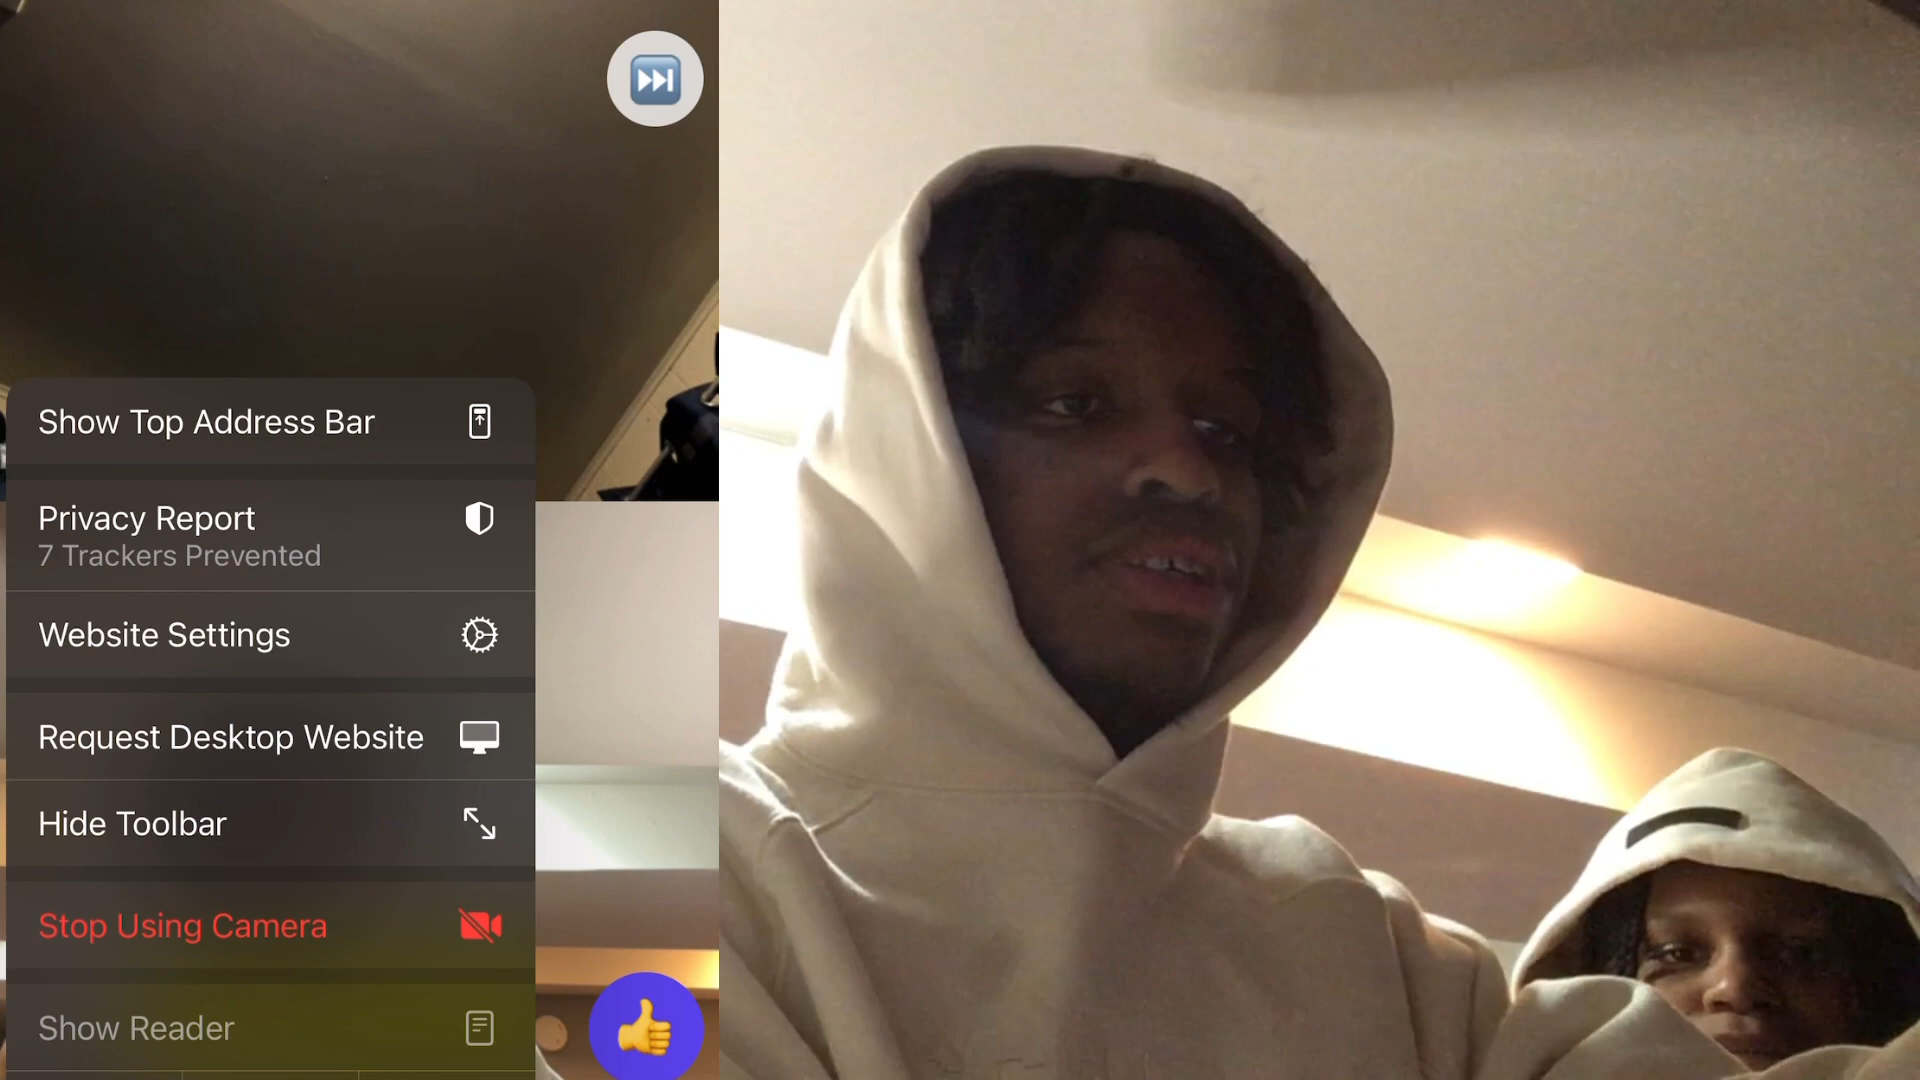 Show Top Address Bar
Privacy Report
7 Trackers Prevented
Website Settings
Request Desktop Website
Hide Toolbar
Stop Using Camera
Show Reader